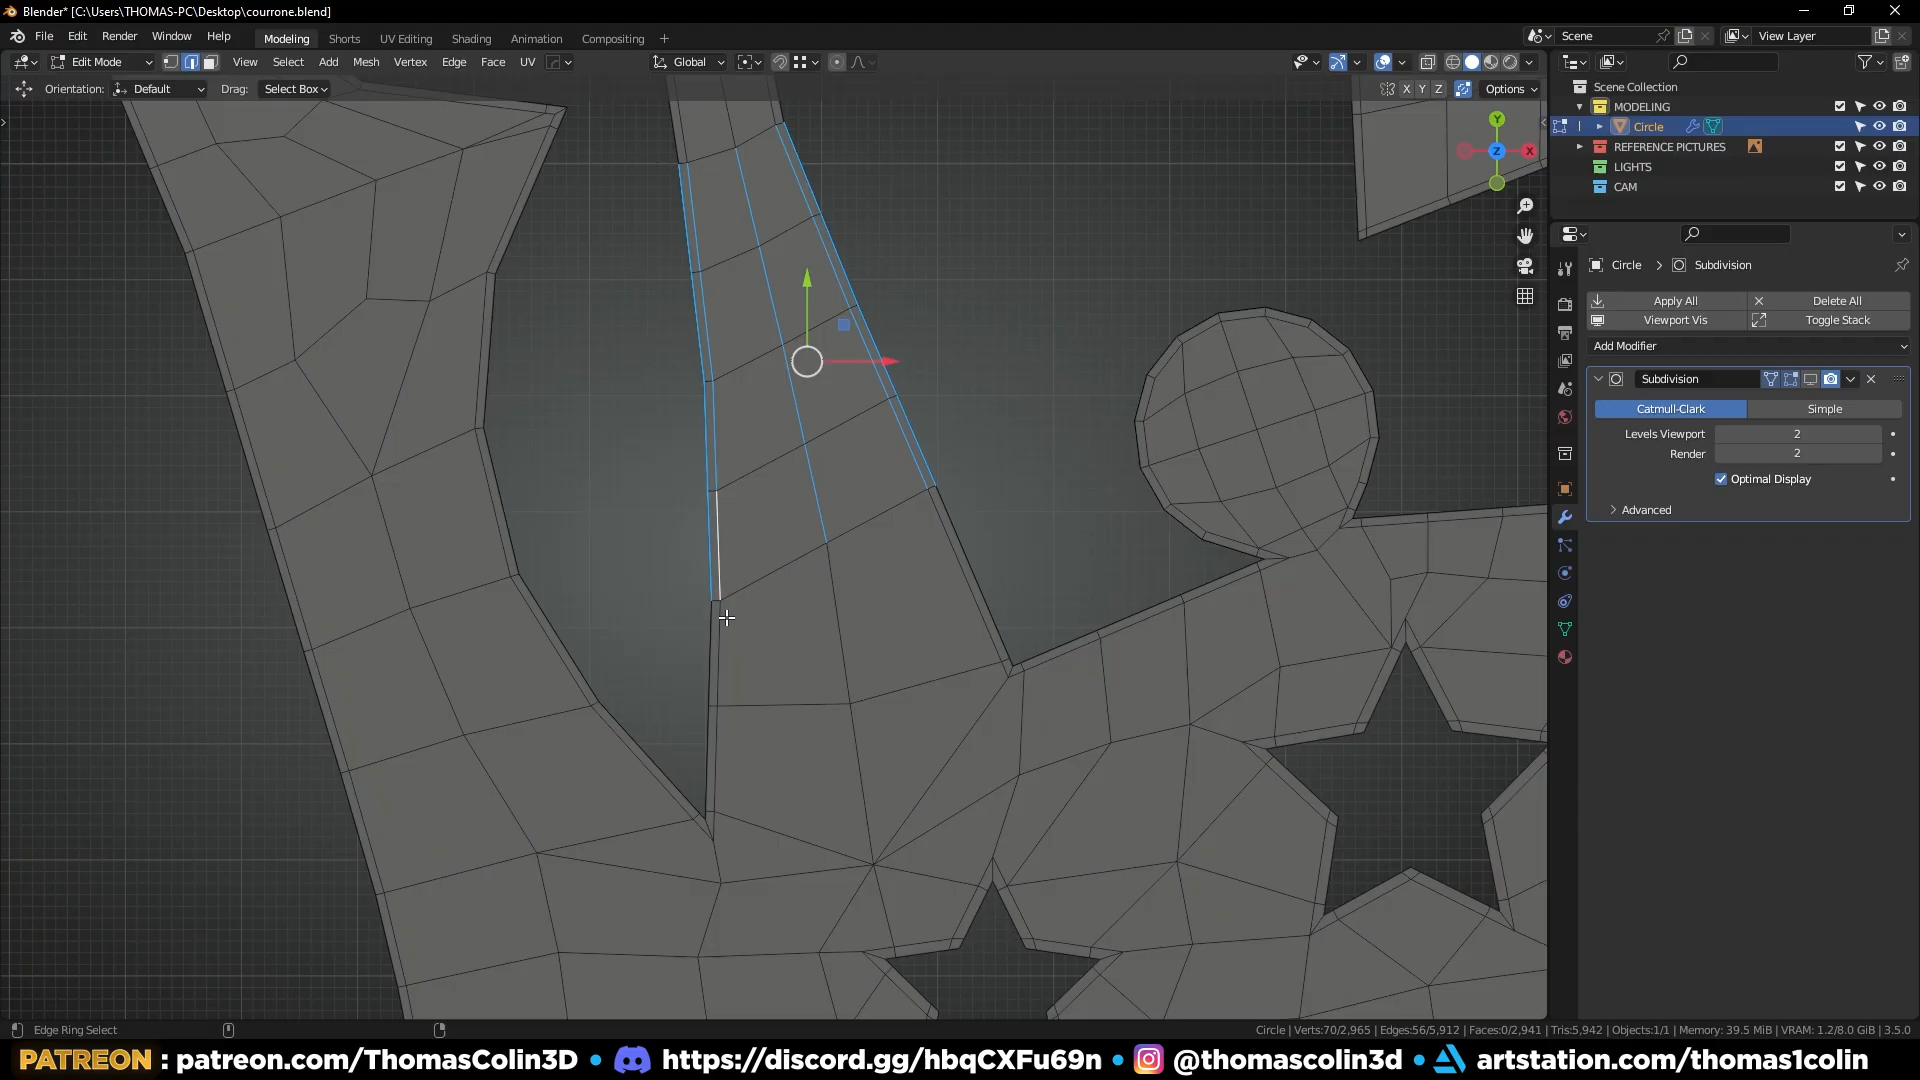 Blender* [C:\Users\THOMAS-PC\Desktop\courrone.blend]
File Edit Render Window Help Modeling Shorts UV Editing Shading Animation Compositing + Scene View Layer
Edit Mode View Select Add Mesh Vertex Edge Face UV Global
Orientation: Default Drag: Select Box X Y Z Options
Scene Collection
MODELING
Circle
REFERENCE PICTURES
LIGHTS
CAM
Y
Z X
Circle > Subdivision
Apply All Delete All
Viewport Vis Toggle Stack
Add Modifier
Subdivision
Catmull-Clark Simple
Levels Viewport 2
Render 2
Optimal Display
Advanced
Edge Ring Select Circle | Verts:70/2,965 | Edges:56/5,912 | Faces:0/2,941 | Tris:5,942 | Objects:1/1 | Memory: 39.5 MiB | VRAM: 1.2/8.0 GiB | 3.5.0
PATREON : patreon.com/ThomasColin3D • https://discord.gg/hbqCXFu69n • @thomascolin3d • artstation.com/thomas1colin